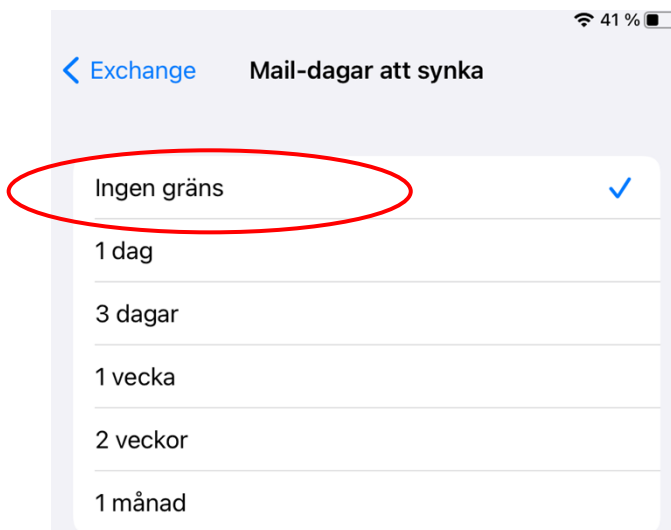 41 %
Exchange Mail-dagar att synka
Ingen gräns
1 dag
3 dagar
1 vecka
2 veckor
1 månad